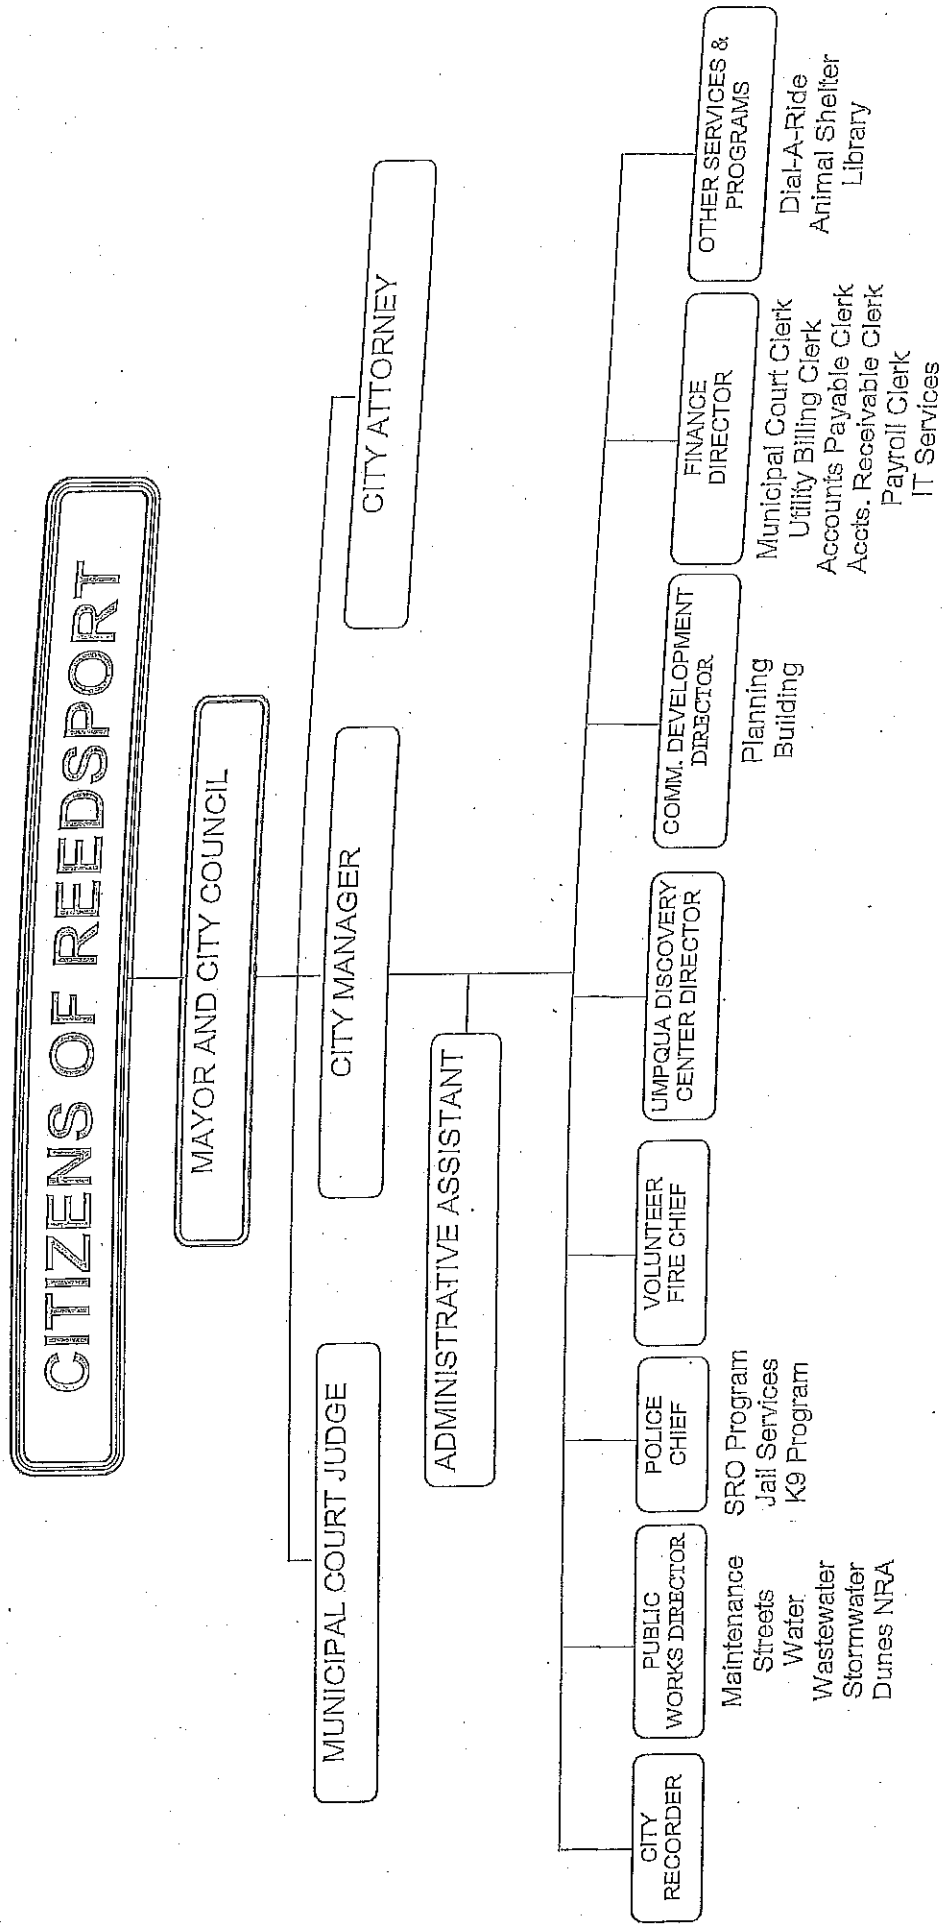 CITIZENS OF REEDSPORT
MAYOR AND CITY COUNCIL
MUNICIPAL COURT JUDGE
CITY MANAGER
CITY ATTORNEY
ADMINISTRATIVE ASSISTANT
CITY
RECORDER
PUBLIC
WORKS DIRECTOR
Maintenance
Streets
Water
Wastewater
Stormwater
Dunes NRA
POLICE
CHIEF
SRO Program
Jail Services
K9 Program
VOLUNTEER
FIRE CHIEF
UMPQUA DISCOVERY
CENTER DIRECTOR
COMM. DEVELOPMENT
DIRECTOR
Planning
Building
FINANCE
DIRECTOR
Municipal Court Clerk
Utility Billing Clerk
Accounts Payable Clerk
Accts. Receivable Clerk
Payroll Clerk
IT Services
OTHER SERVICES &
PROGRAMS
Dial-A-Ride
Animal Shelter
Library